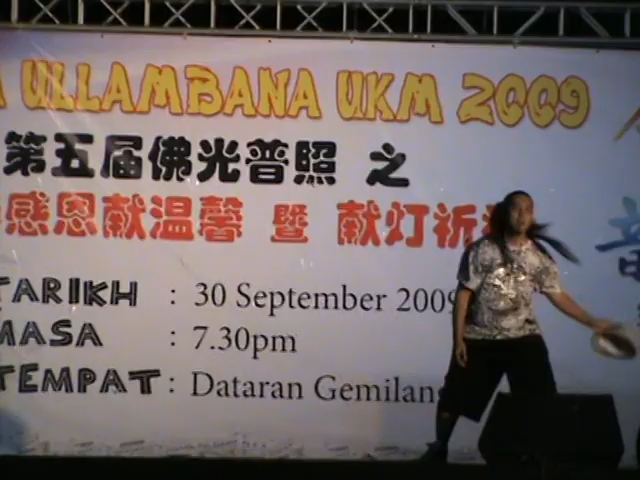 ULLAMBANA UKM 2009
第五届佛光普照 之
感恩献温馨 暨 献灯祈
TARIKH : 30 September 2009
MASA : 7.30pm
TEMPAT : Dataran Gemilang